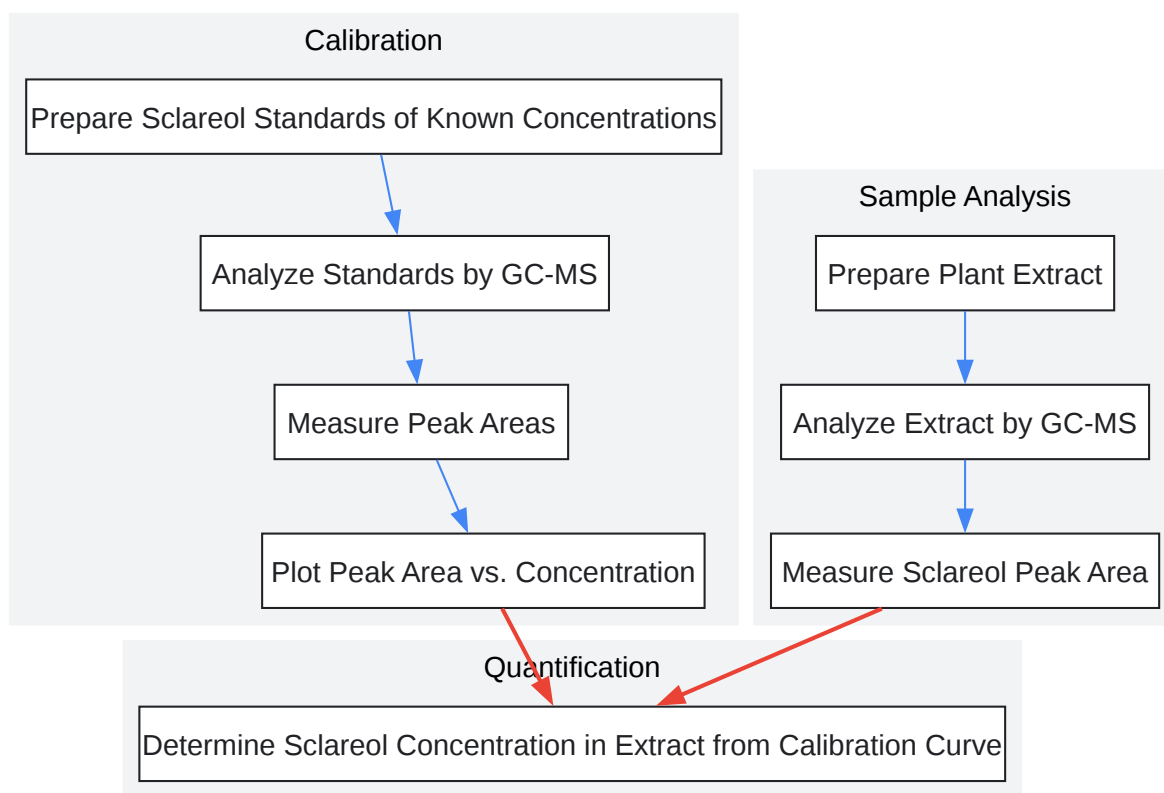 Calibration
Prepare Sclareol Standards of Known Concentrations
Analyze Standards by GC-MS
Measure Peak Areas
Plot Peak Area vs. Concentration
Sample Analysis
Prepare Plant Extract
Analyze Extract by GC-MS
Measure Sclareol Peak Area
Quantification
Determine Sclareol Concentration in Extract from Calibration Curve